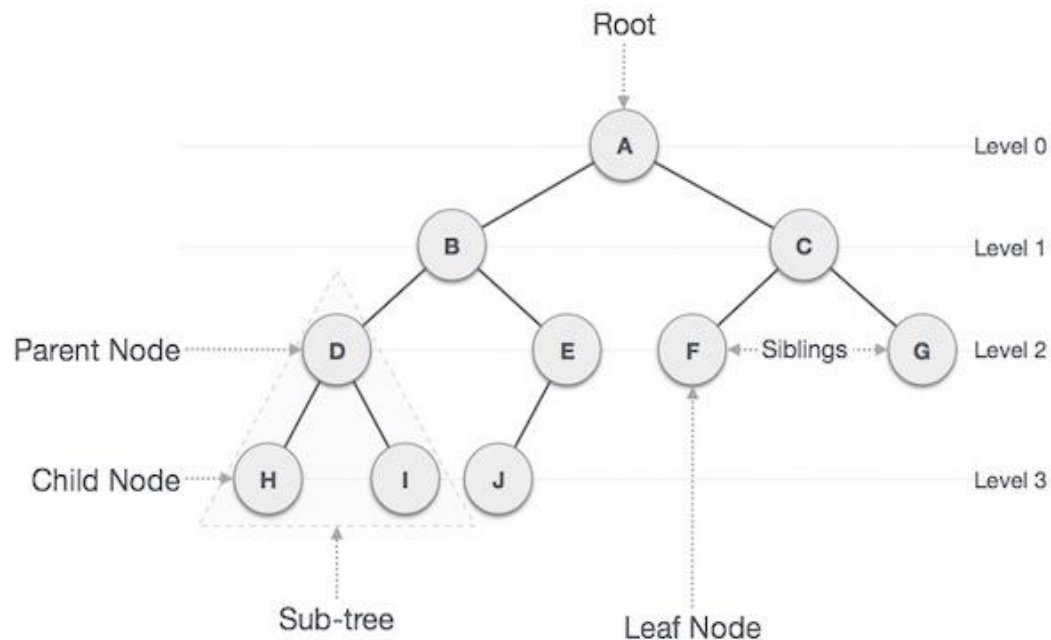 Root
A
Level 0
B
C
Level 1
Parent Node
D
E
F
Siblings
G
Level 2
Child Node
H
I
J
Level 3
Sub-tree
Leaf Node